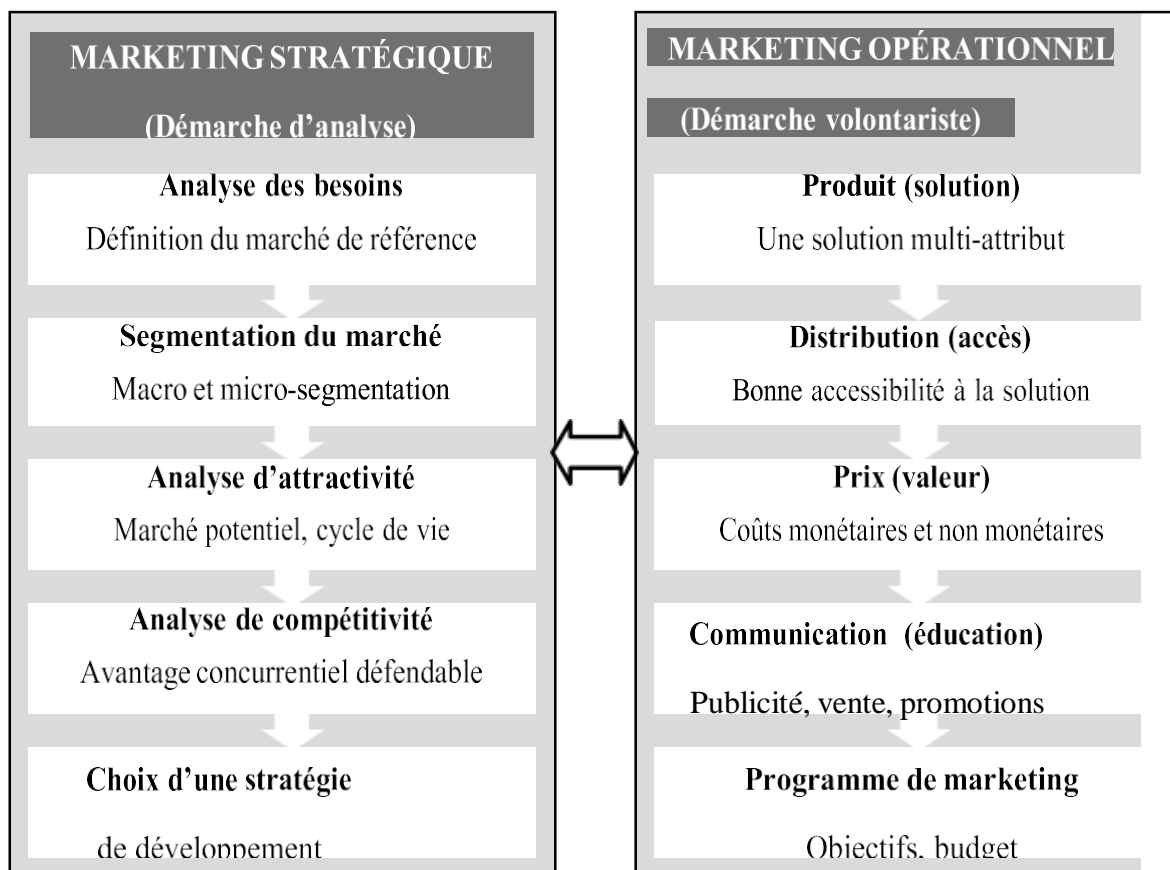 MARKETING STRATÉGIQUE
(Démarche d'analyse)
Analyse des besoins
Définition du marché de référence
Segmentation du marché
Macro et micro-segmentation
Analyse d'attractivité
Marché potentiel, cycle de vie
Analyse de compétitivité
Avantage concurrentiel défendable
Choix d'une stratégie
de développement
MARKETING OPÉRATIONNEL
(Démarche volontariste)
Produit (solution)
Une solution multi-attribut
Distribution (accès)
Bonne accessibilité à la solution
Prix (valeur)
Coûts monétaires et non monétaires
Communication (éducation)
Publicité, vente, promotions
Programme de marketing
Objectifs, budget